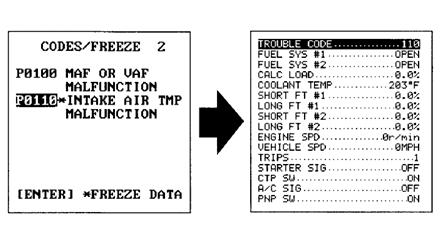 CODES/FREEZE 2
P0100 MAF OR VAF
MALFUNCTION
P0110*INTAKE AIR TMP
MALFUNCTION
[ENTER] *FREEZE DATA
TROUBLE CODE...............110
FUEL SYS #1...............OPEN
FUEL SYS #2...............OPEN
CALC LOAD.................0.0%
COOLANT TEMP.............203°F
SHORT FT #1...............0.0%
LONG FT #1................0.0%
SHORT FT #2...............0.0%
LONG FT #2................0.0%
ENGINE SPD.............0r/min
VEHICLE SPD...............0MPH
TRIPS........................1
STARTER SIG................OFF
CTP SW......................ON
A/C SIG....................OFF
PNP SW......................ON